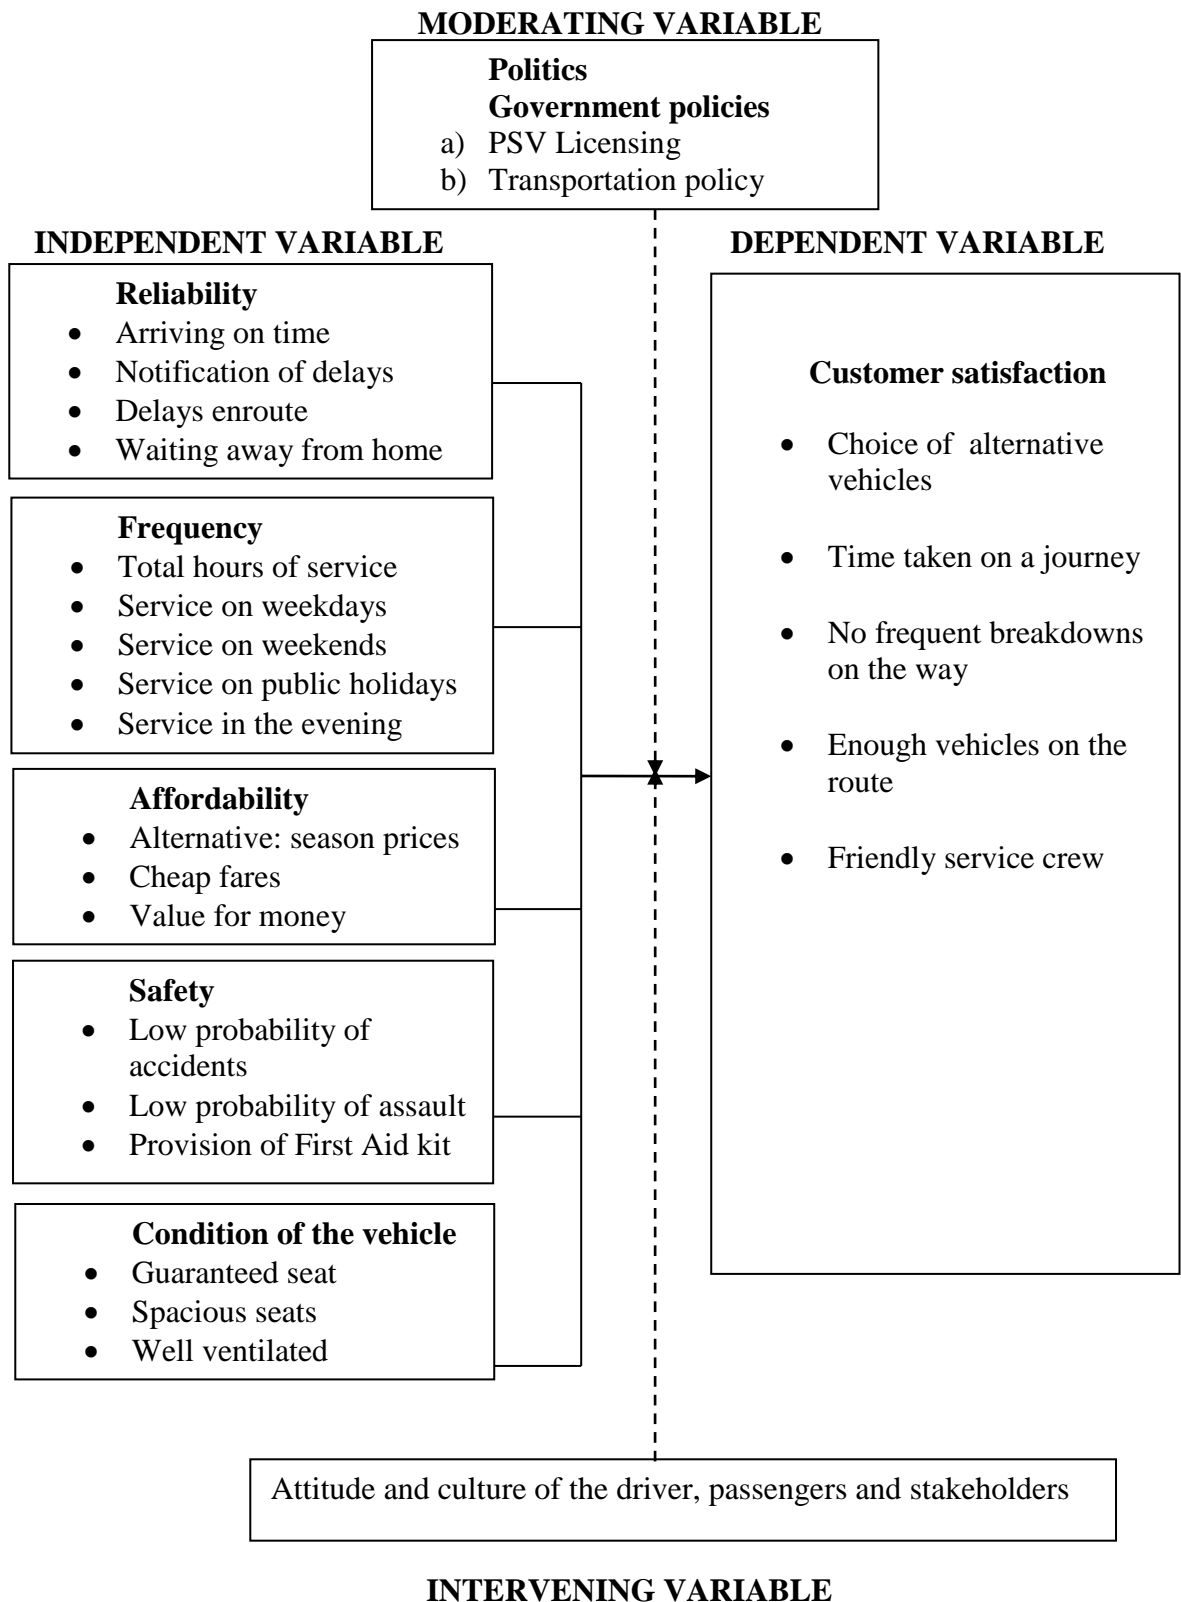 MODERATING VARIABLE
Politics
Government policies
a) PSV Licensing
b) Transportation policy
INDEPENDENT VARIABLE
Reliability
• Arriving on time
• Notification of delays
• Delays enroute
• Waiting away from home
Frequency
• Total hours of service
• Service on weekdays
• Service on weekends
• Service on public holidays
• Service in the evening
Affordability
• Alternative: season prices
• Cheap fares
• Value for money
Safety
• Low probability of
accidents
• Low probability of assault
• Provision of First Aid kit
Condition of the vehicle
• Guaranteed seat
• Spacious seats
• Well ventilated
DEPENDENT VARIABLE
Customer satisfaction
• Choice of alternative
vehicles
• Time taken on a journey
• No frequent breakdowns
on the way
• Enough vehicles on the
route
• Friendly service crew
Attitude and culture of the driver, passengers and stakeholders
INTERVENING VARIABLE